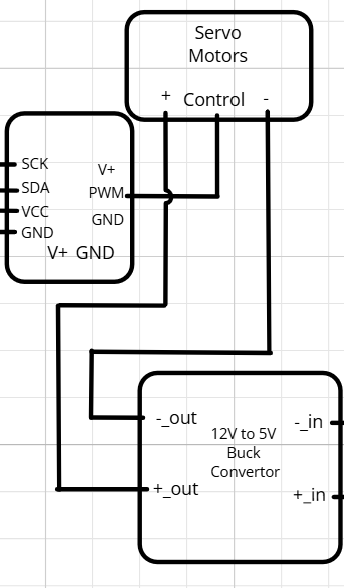 Servo
Motors
+ Control -
SCK
SDA
VCC
GND
V+
PWM
GND
V+ GND
-_out
+_out
12V to 5V
Buck
Convertor
-_in
+_in